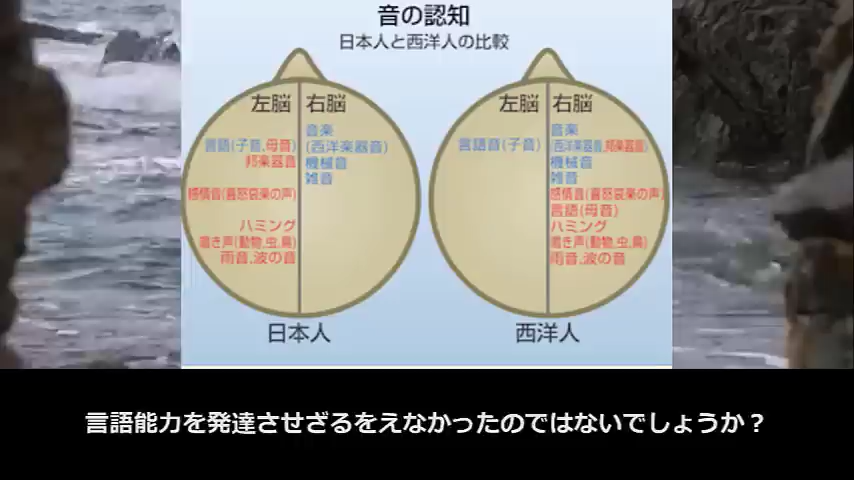 音の認知
日本人と西洋人の比較
左脳
右脳
言語(子音,母音)
邦楽器音
感情音(喜怒哀楽の声)
ハミング
鳴き声(動物,虫,鳥)
雨音,波の音
音楽
(西洋楽器音)
機械音
雑音
日本人
左脳
右脳
言語音(子音)
音楽
(西洋楽器音,邦楽器音)
機械音
雑音
感情音(喜怒哀楽の声)
言語(母音)
ハミング
鳴き声(動物,虫,鳥)
雨音,波の音
西洋人
言語能力を発達させざるをえなかったのではないでしょうか？